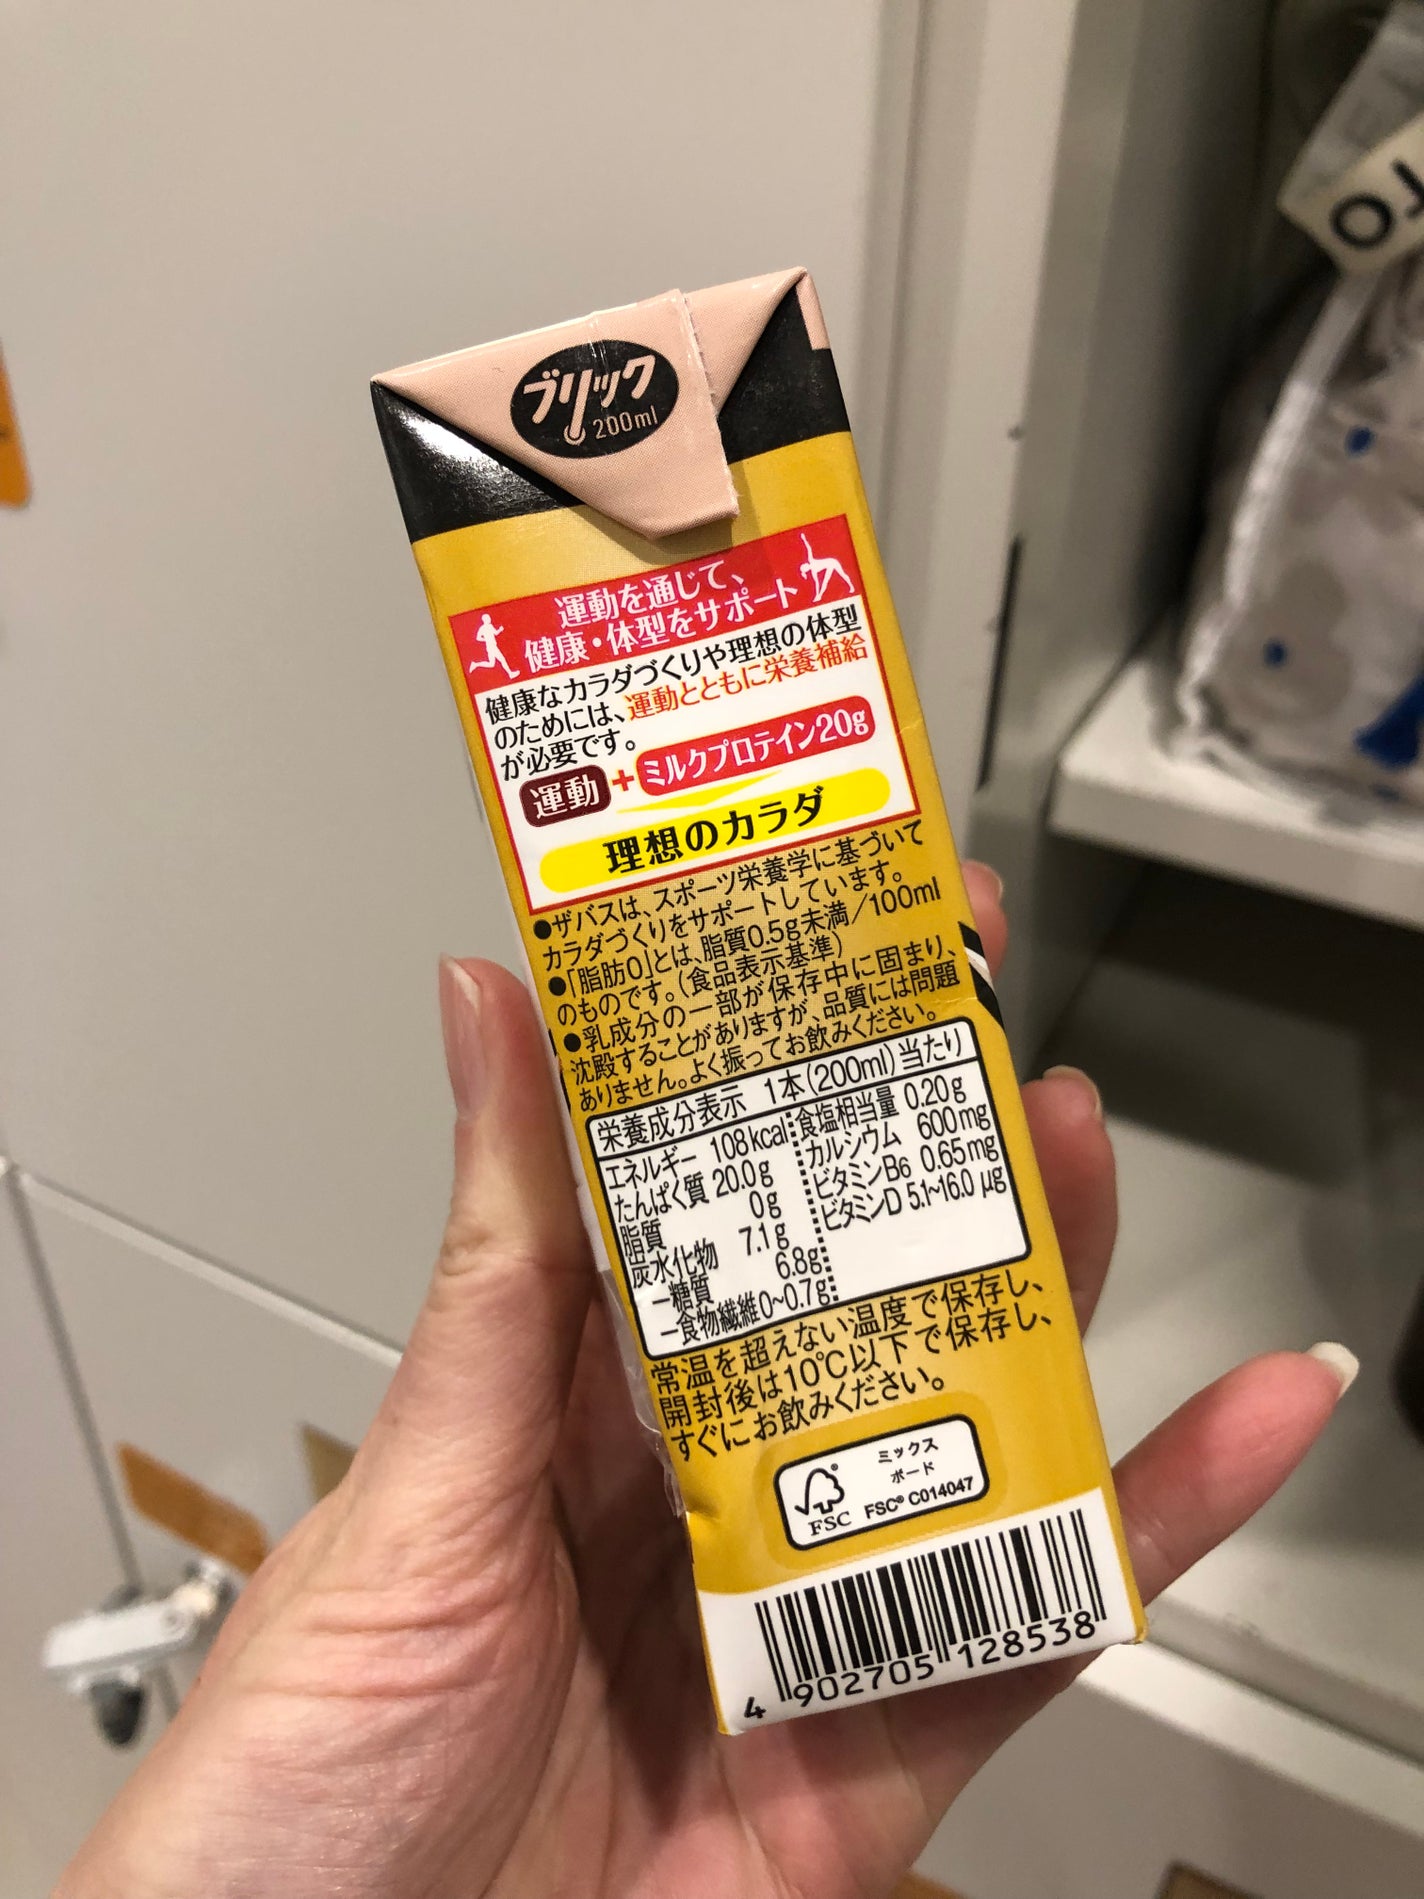 ブリック
200ml
運動を通じて、
健康・体型をサポート
健康なカラダづくりや理想の体型
のためには、運動とともに栄養補給
が必要です。
運動+ミルクプロテイン20g
理想のカラダ
●ザバスは、スポーツ栄養学に基づいて
カラダづくりをサポートしています。
●「脂肪0」とは、脂質0.5g未満/100ml
のものです。(食品表示基準)
●乳成分の一部が保存中に固まり、
沈殿することがありますが、品質には問題
ありません。よく振ってお飲みください。
栄養成分表示 1本(200ml)当たり
エネルギー 108kcal
たんぱく質 20.0g
脂質 0g
炭水化物 7.1g
−糖質 6.8g
−食物繊維0~0.7g
食塩相当量 0.20g
カルシウム 600mg
ビタミンB6 0.65mg
ビタミンD 5.1~16.0 μg
常温を超えない温度で保存し、
開封後は10℃以下で保存し、
すぐにお飲みください。
ミックス
ボード
FSC® C014047
FSC
4 902705 128538